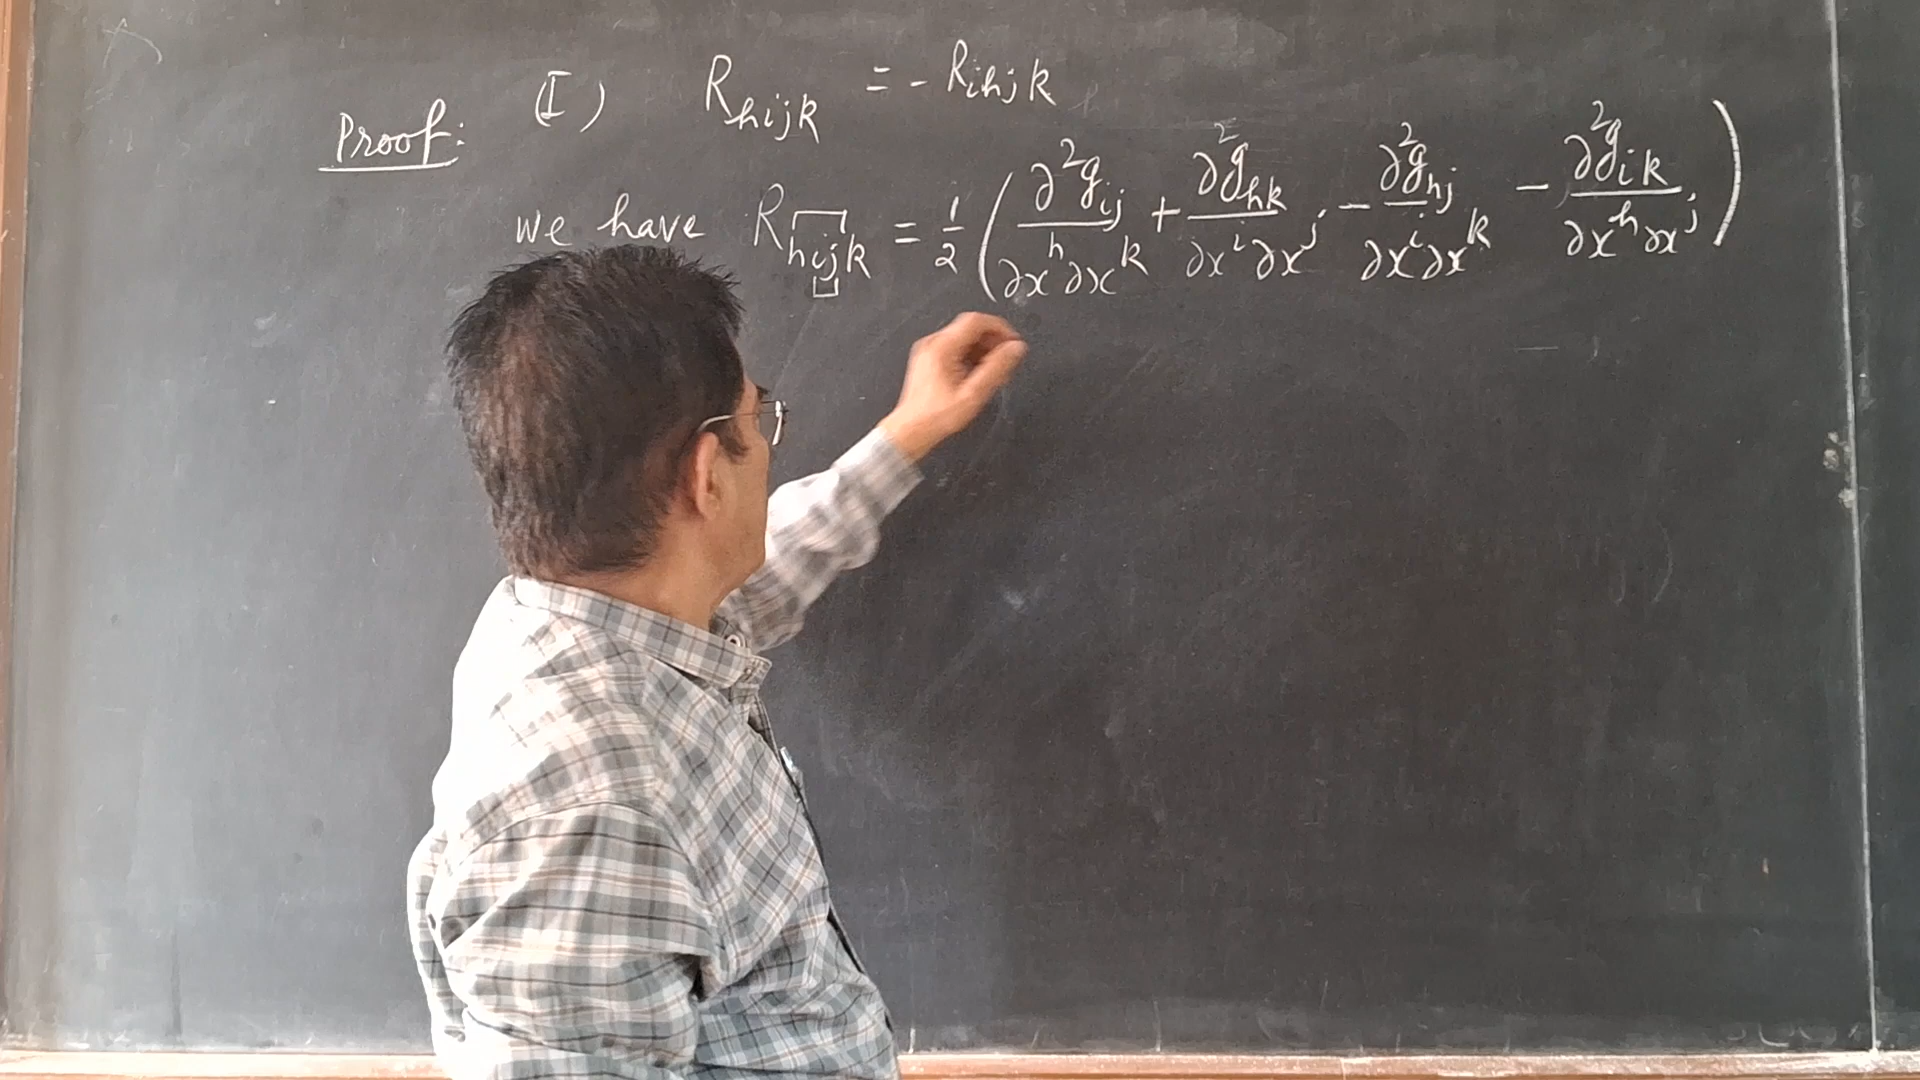 Proof: (I) R_{hijk} = - R_{ihjk}
we have R_{hijk} = 1/2 ( ∂²g_{ij}/∂x^h∂x^k + ∂²g_{hk}/∂x^i∂x^j - ∂²g_{hj}/∂x^i∂x^k - ∂²g_{ik}/∂x^h∂x^j )